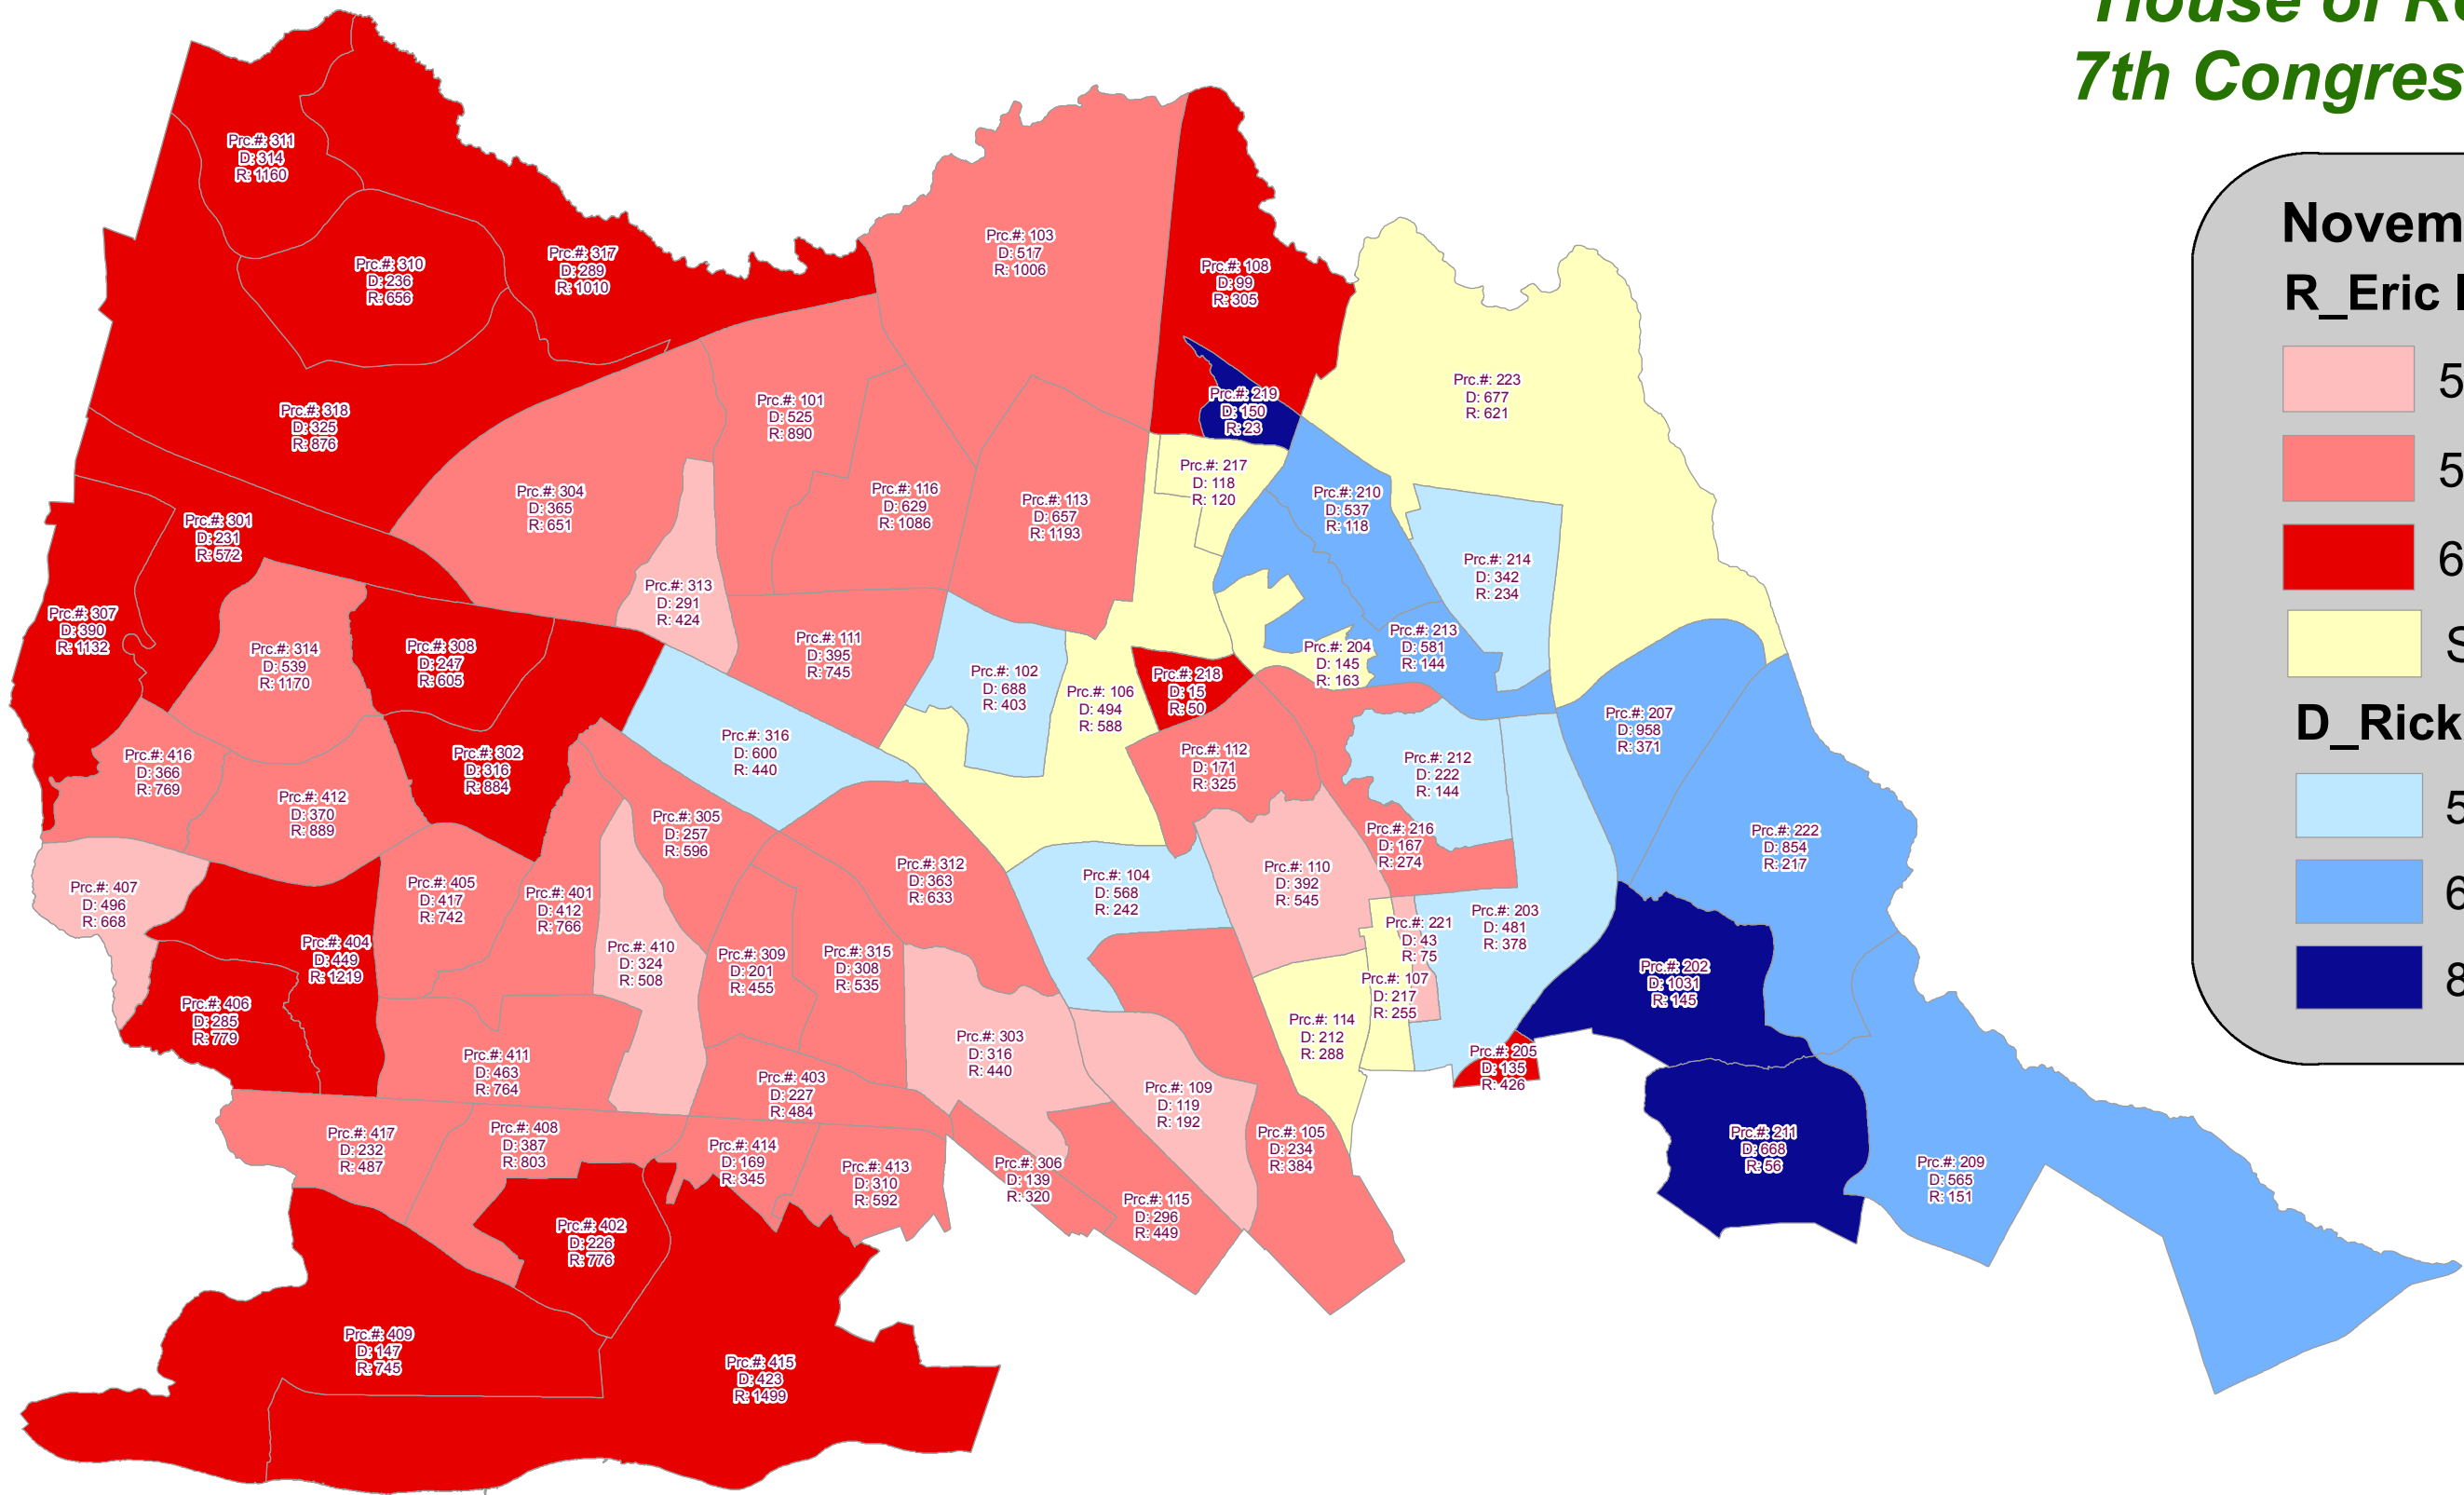 House of Re
7th Congres
Novem
R_Eric
5
5
6
S
D_Rick
5
6
8
Prc.#: 311
D: 314
R: 1160
Prc.#: 310
D: 236
R: 656
Prc.#: 317
D: 289
R: 1010
Prc.#: 103
D: 517
R: 1006
Prc.#: 108
D: 99
R: 305
Prc.#: 219
D: 150
R: 23
Prc.#: 223
D: 677
R: 621
Prc.#: 318
D: 325
R: 876
Prc.#: 101
D: 525
R: 890
Prc.#: 304
D: 365
R: 651
Prc.#: 116
D: 629
R: 1086
Prc.#: 113
D: 657
R: 1193
Prc.#: 217
D: 118
R: 120
Prc.#: 210
D: 537
R: 118
Prc.#: 214
D: 342
R: 234
Prc.#: 301
D: 231
R: 572
Prc.#: 313
D: 291
R: 424
Prc.#: 307
D: 390
R: 1132
Prc.#: 314
D: 539
R: 1170
Prc.#: 308
D: 247
R: 605
Prc.#: 111
D: 395
R: 745
Prc.#: 102
D: 688
R: 403
Prc.#: 106
D: 494
R: 588
Prc.#: 218
D: 15
R: 50
Prc.#: 204
D: 145
R: 163
Prc.#: 213
D: 581
R: 144
Prc.#: 207
D: 958
R: 371
Prc.#: 416
D: 366
R: 769
Prc.#: 302
D: 316
R: 884
Prc.#: 316
D: 600
R: 440
Prc.#: 112
D: 171
R: 325
Prc.#: 212
D: 222
R: 144
Prc.#: 412
D: 370
R: 889
Prc.#: 305
D: 257
R: 596
Prc.#: 216
D: 167
R: 274
Prc.#: 222
D: 854
R: 217
Prc.#: 407
D: 496
R: 668
Prc.#: 405
D: 417
R: 742
Prc.#: 401
D: 412
R: 766
Prc.#: 312
D: 363
R: 633
Prc.#: 104
D: 568
R: 242
Prc.#: 110
D: 392
R: 545
Prc.#: 221
D: 43
R: 75
Prc.#: 203
D: 481
R: 378
Prc.#: 404
D: 449
R: 1219
Prc.#: 410
D: 324
R: 508
Prc.#: 309
D: 201
R: 455
Prc.#: 315
D: 308
R: 535
Prc.#: 107
D: 217
R: 255
Prc.#: 202
D: 1031
R: 145
Prc.#: 406
D: 285
R: 779
Prc.#: 303
D: 316
R: 440
Prc.#: 114
D: 212
R: 288
Prc.#: 205
D: 135
R: 426
Prc.#: 411
D: 463
R: 764
Prc.#: 403
D: 227
R: 484
Prc.#: 109
D: 119
R: 192
Prc.#: 417
D: 232
R: 487
Prc.#: 408
D: 387
R: 803
Prc.#: 414
D: 169
R: 345
Prc.#: 413
D: 310
R: 592
Prc.#: 306
D: 139
R: 320
Prc.#: 115
D: 296
R: 449
Prc.#: 105
D: 234
R: 384
Prc.#: 211
D: 668
R: 56
Prc.#: 209
D: 565
R: 151
Prc.#: 402
D: 226
R: 776
Prc.#: 409
D: 147
R: 745
Prc.#: 415
D: 423
R: 1499